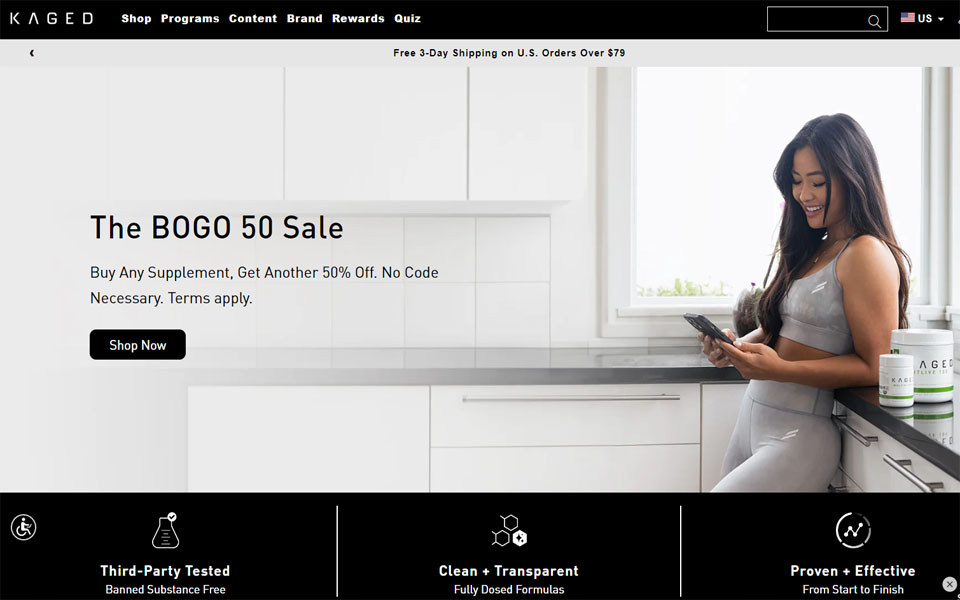 KAGED
Shop Programs Content Brand Rewards Quiz
US
Free 3-Day Shipping on U.S. Orders Over $79
The BOGO 50 Sale
Buy Any Supplement, Get Another 50% Off. No Code
Necessary. Terms apply.
Shop Now
Third-Party Tested
Banned Substance Free
Clean + Transparent
Fully Dosed Formulas
Proven + Effective
From Start to Finish